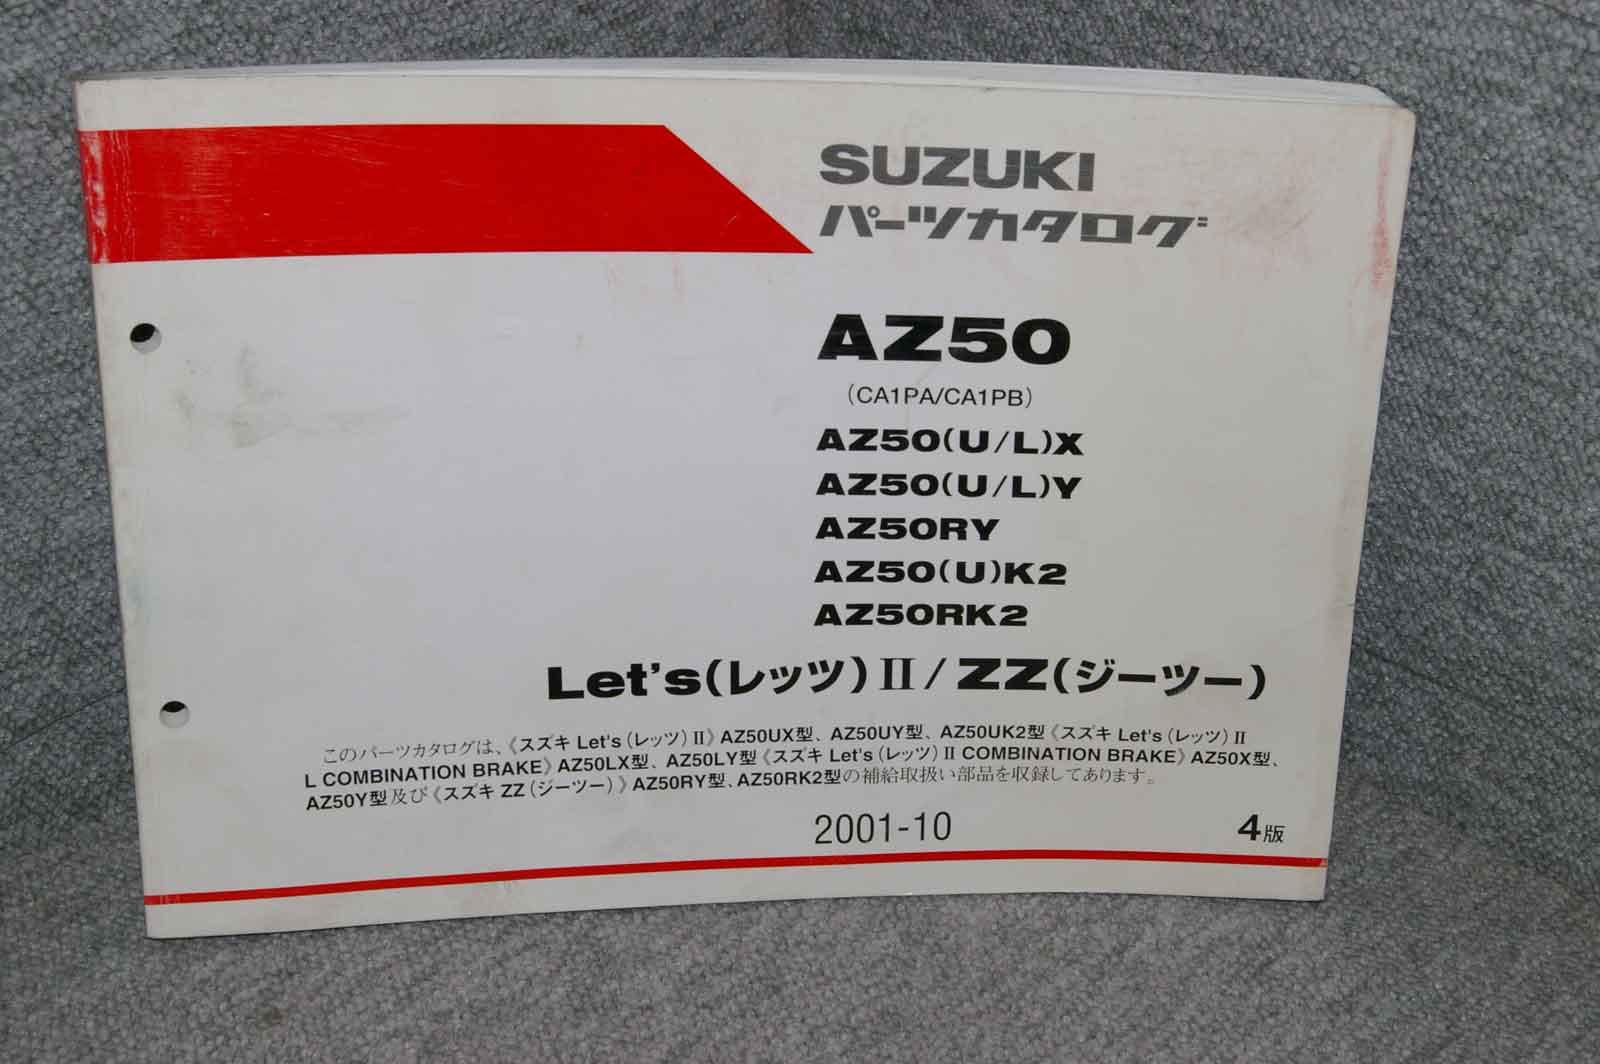 SUZUKI
パーツカタログ
AZ50
(CA1PA/CA1PB)
AZ50(U/L)X
AZ50(U/L)Y
AZ50RY
AZ50(U)K2
AZ50RK2
Let's(レッツ)II/ZZ(ジーツー)
このパーツカタログは、《スズキ Let's(レッツ)II》AZ50UX型、AZ50UY型、AZ50UK2型《スズキ Let's(レッツ)II
L COMBINATION BRAKE》AZ50LX型、AZ50LY型《スズキ Let's(レッツ)II COMBINATION BRAKE》AZ50X型、
AZ50Y型及び《スズキ ZZ(ジーツー)》AZ50RY型、AZ50RK2型の補給取扱い部品を収録してあります。
2001-10 4版